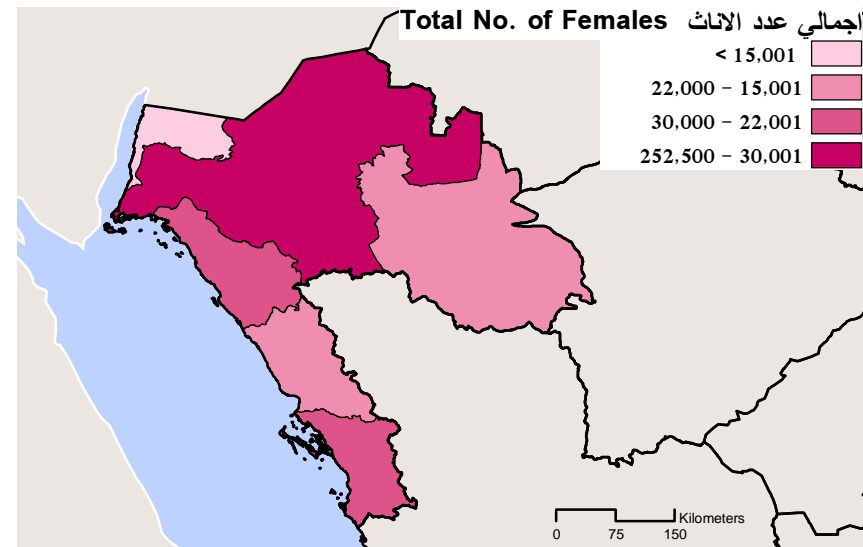 Total No. of Females اجمالي عدد الاناث
< 15,001
22,000 - 15,001
30,000 - 22,001
252,500 - 30,001
Kilometers
0 75 150